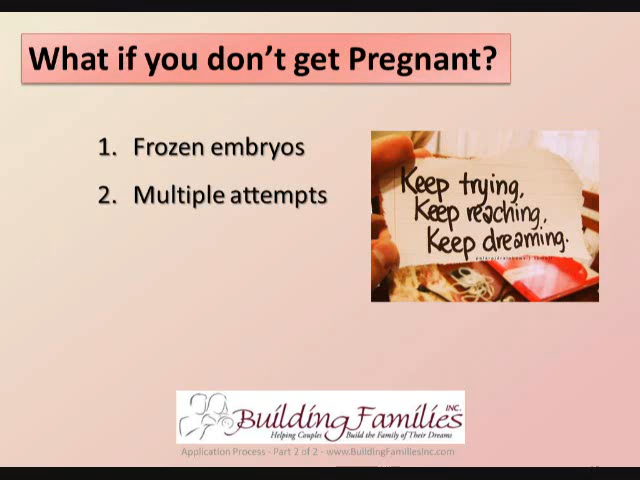 What if you don't get Pregnant?
1. Frozen embryos
2. Multiple attempts
Keep trying,
Keep reaching,
Keep dreaming.
Building Families INC.
Helping Couples Build the Family of Their Dreams
Application Process - Part 2 of 2 - www.BuildingFamiliesInc.com